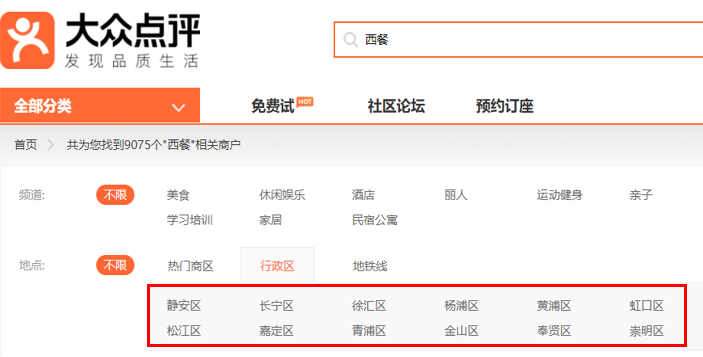 大众点评
发现品质生活
西餐
全部分类 免费试 HOT 社区论坛 预约订座
首页 > 共为您找到9075个"西餐"相关商户
频道: 不限 美食 休闲娱乐 酒店 丽人 运动健身 亲子
学习培训 家居 民宿公寓
地点: 不限 热门商区 行政区 地铁线
静安区 长宁区 徐汇区 杨浦区 黄浦区 虹口区
松江区 嘉定区 青浦区 金山区 奉贤区 崇明区